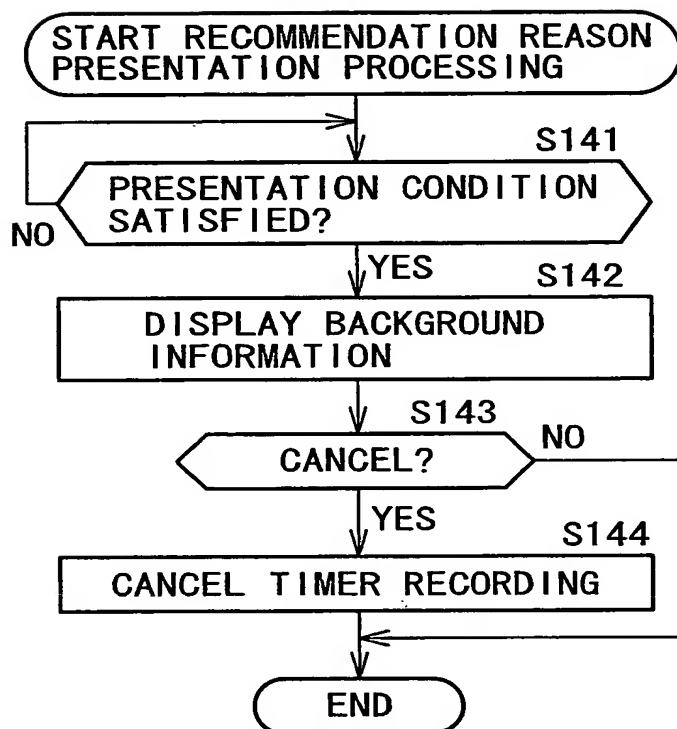 START RECOMMENDATION REASON
PRESENTATION PROCESSING
S141
PRESENTATION CONDITION
SATISFIED?
NO
YES
S142
DISPLAY BACKGROUND
INFORMATION
S143
CANCEL?
NO
YES
S144
CANCEL TIMER RECORDING
END